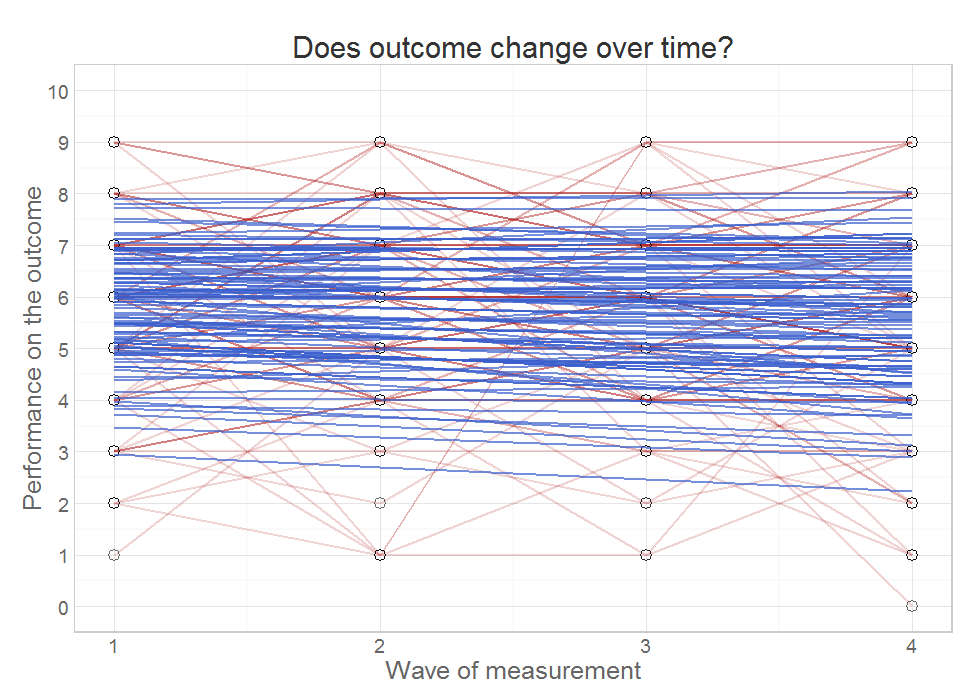 Does outcome change over time?
Performance on the outcome
10
9
8
7
6
5
4
3
2
1
0
1 2 3 4
Wave of measurement